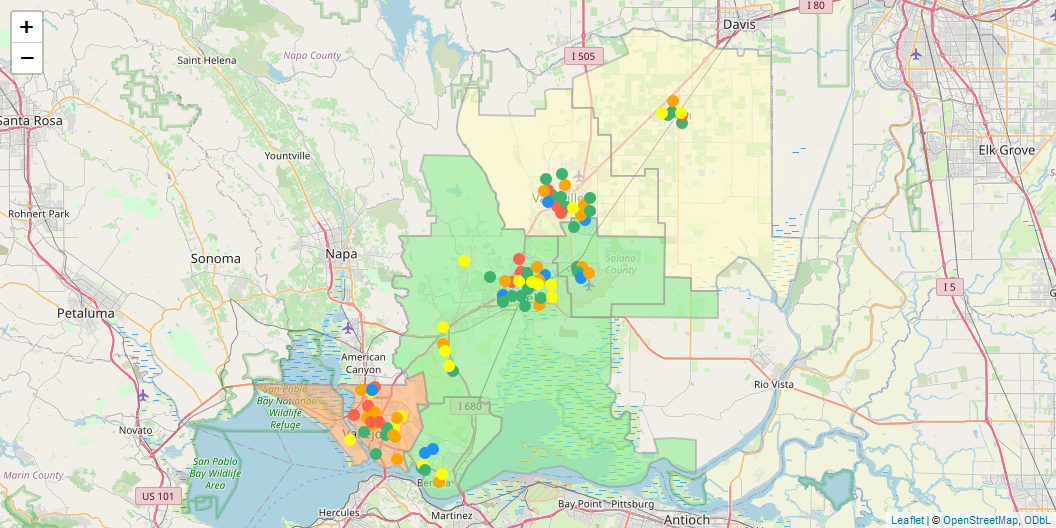 +
−
Davis
I 80
Saint Helena
Napa County
I 505
Santa Rosa
Elk Grove
Yountville
Rohnert Park
Sonoma
Napa
Solano
County
I 5
Petaluma
American
Canyon
Rio Vista
San Pablo
Bay National
Wildlife
Refuge
I 680
Novato
San Pablo
Bay Wildlife
Area
Marin County
US 101
Hercules
Martinez
Bay Point
Pittsburg
Antioch
Leaflet | © OpenStreetMap, ODbL